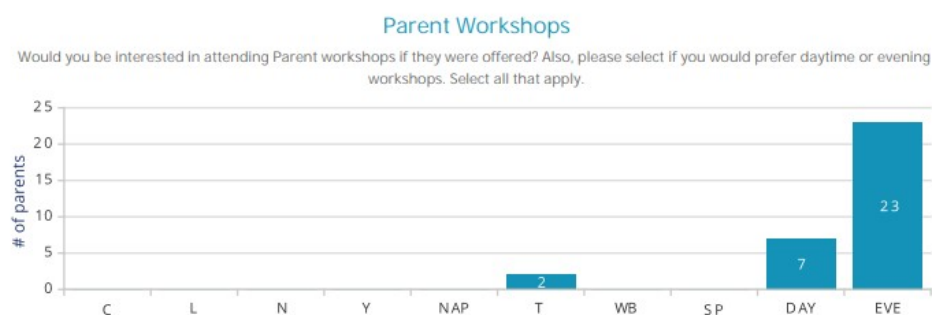 Parent Workshops
Would you be interested in attending Parent workshops if they were offered? Also, please select if you would prefer daytime or evening
workshops. Select all that apply.
25
20
15
10
5
0
# of parents
2
7
23
C L N Y NAP T WB SP DAY EVE